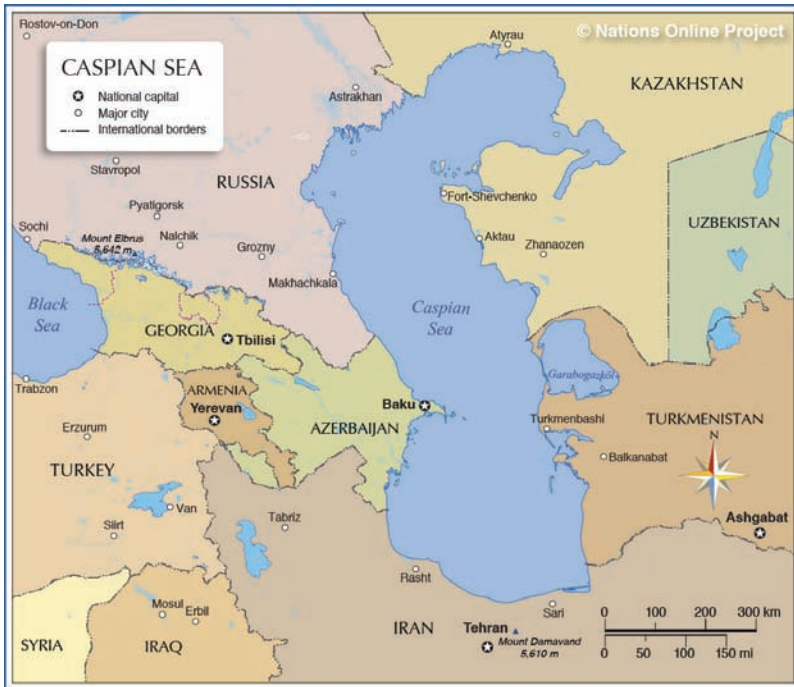 Rostov-on-Don
© Nations Online Project
Atyrau
CASPIAN SEA
National capital
Major city
International borders
KAZAKHSTAN
Astrakhan
Stavropol
RUSSIA
Fort-Shevchenko
Pyatigorsk
UZBEKISTAN
Sochi
Mount Elbrus
5,642 m
Nalchik
Grozny
Aktau
Zhanaozen
Makhachkala
Black
Sea
Caspian
Sea
GEORGIA
Tbilisi
Garabogazköl
Trabzon
ARMENIA
Yerevan
Baku
AZERBAIJAN
Turkmenbashi
TURKMENISTAN
N
Erzurum
Balkanabat
TURKEY
Van
Siirt
Tabriz
Ashgabat
Rasht
Sari
Mosul
Erbil
SYRIA
IRAQ
IRAN
Tehran
Mount Damavand
5,610 m
0 100 200 300 km
0 50 100 150 mi